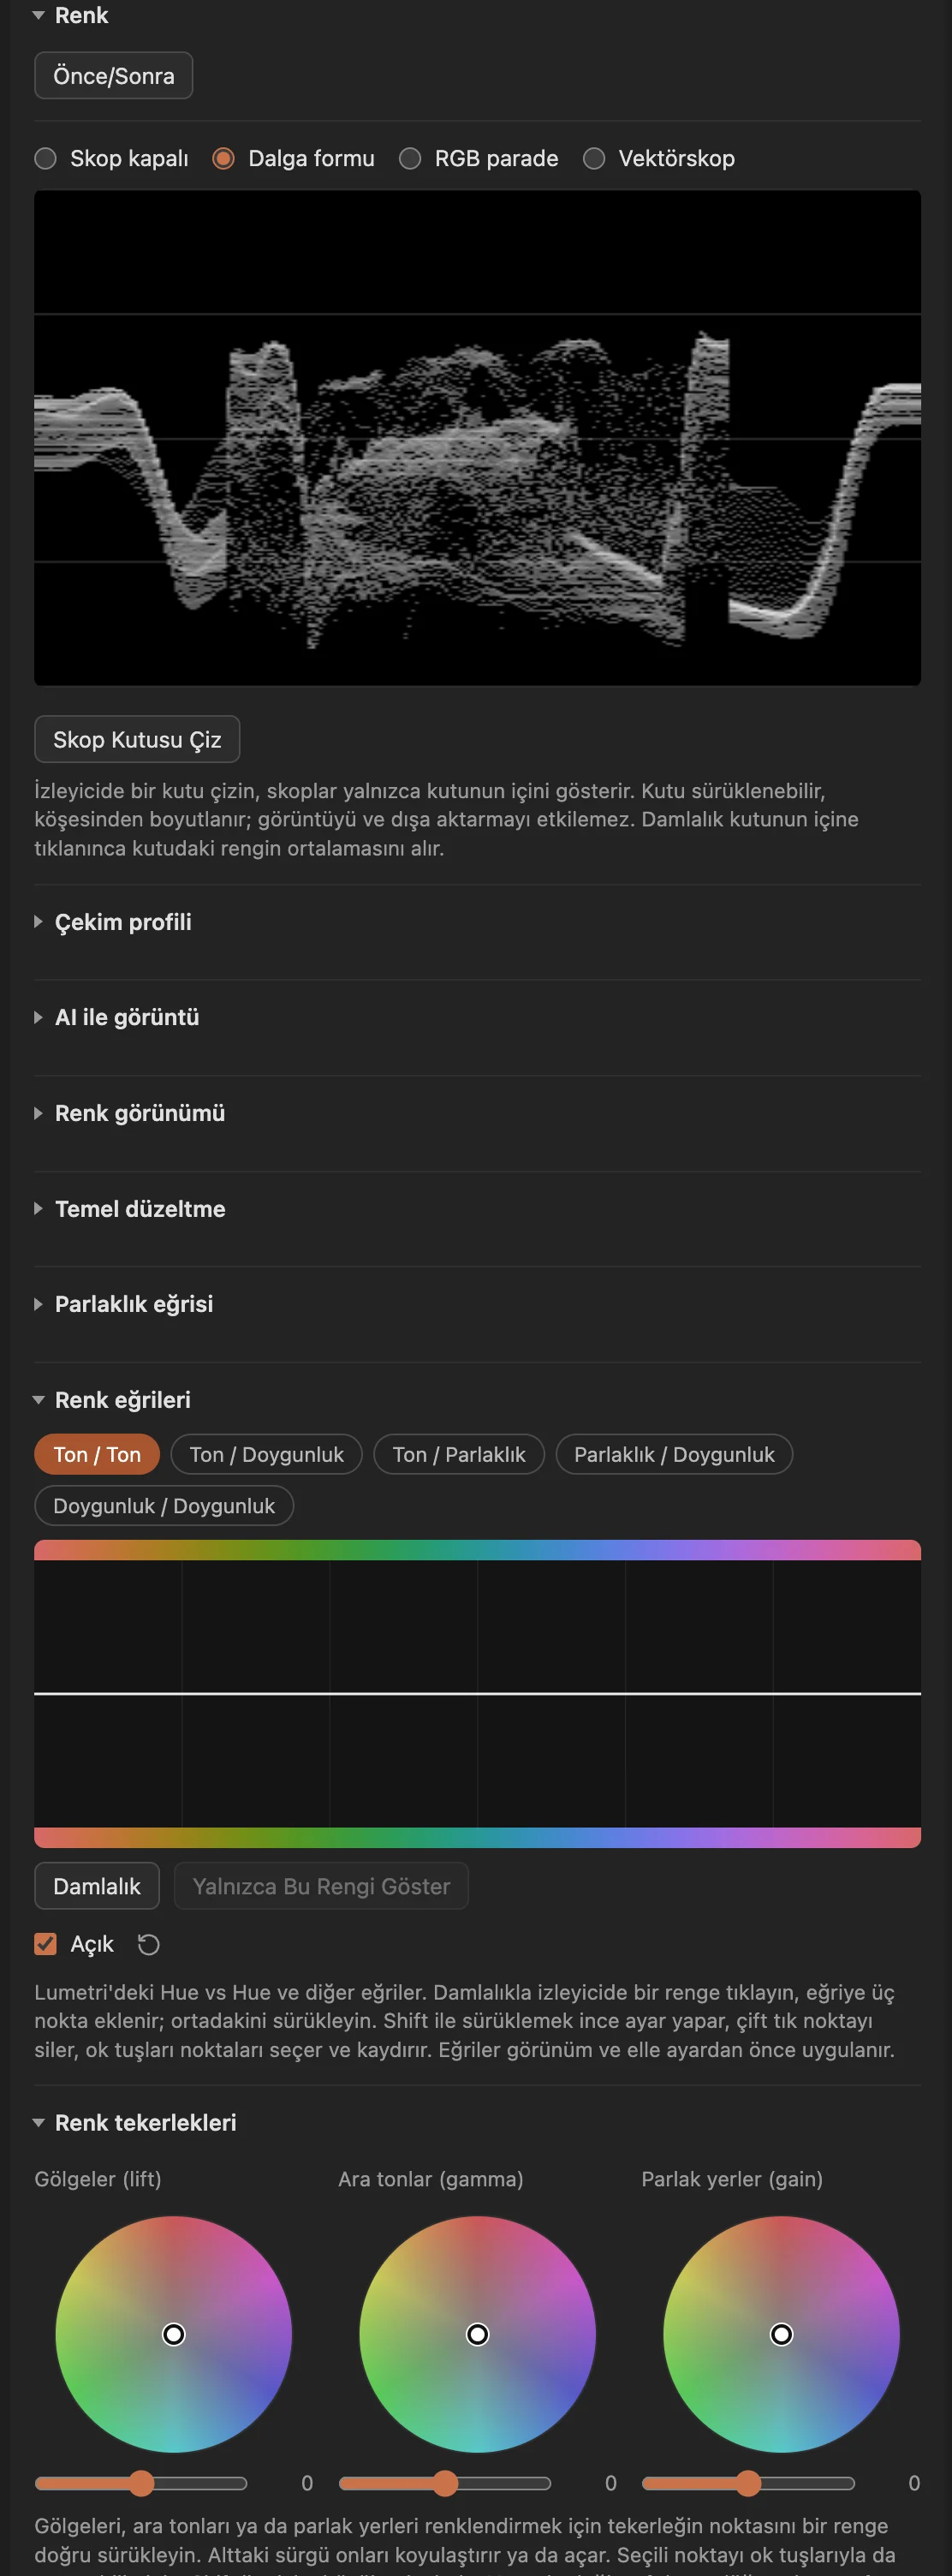 Renk
Önce/Sonra
Skop kapalı Dalga formu RGB parade Vektörskop
Skop Kutusu Çiz
İzleyicide bir kutu çizin, skoplar yalnızca kutunun içini gösterir. Kutu sürüklenebilir,
köşesinden boyutlanır; görüntüyü ve dışa aktarmayı etkilemez. Damlalık kutunun içine
tıklanınca kutudaki rengin ortalamasını alır.
Çekim profili
AI ile görüntü
Renk görünümü
Temel düzeltme
Parlaklık eğrisi
Renk eğrileri
Ton / Ton Ton / Doygunluk Ton / Parlaklık Parlaklık / Doygunluk
Doygunluk / Doygunluk
Damlalık Yalnızca Bu Rengi Göster
Açık
Lumetri'deki Hue vs Hue ve diğer eğriler. Damlalıkla izleyicide bir renge tıklayın, eğriye üç
nokta eklenir; ortadakini sürükleyin. Shift ile sürüklemek ince ayar yapar, çift tık noktayı
siler, ok tuşları noktaları seçer ve kaydırır. Eğriler görünüm ve elle ayardan önce uygulanır.
Renk tekerlekleri
Gölgeler (lift) Ara tonlar (gamma) Parlak yerler (gain)
0 0 0
Gölgeleri, ara tonları ya da parlak yerleri renklendirmek için tekerleğin noktasını bir renge
doğru sürükleyin. Alttaki sürgü onları koyulaştırır ya da açar. Seçili noktayı ok tuşlarıyla da